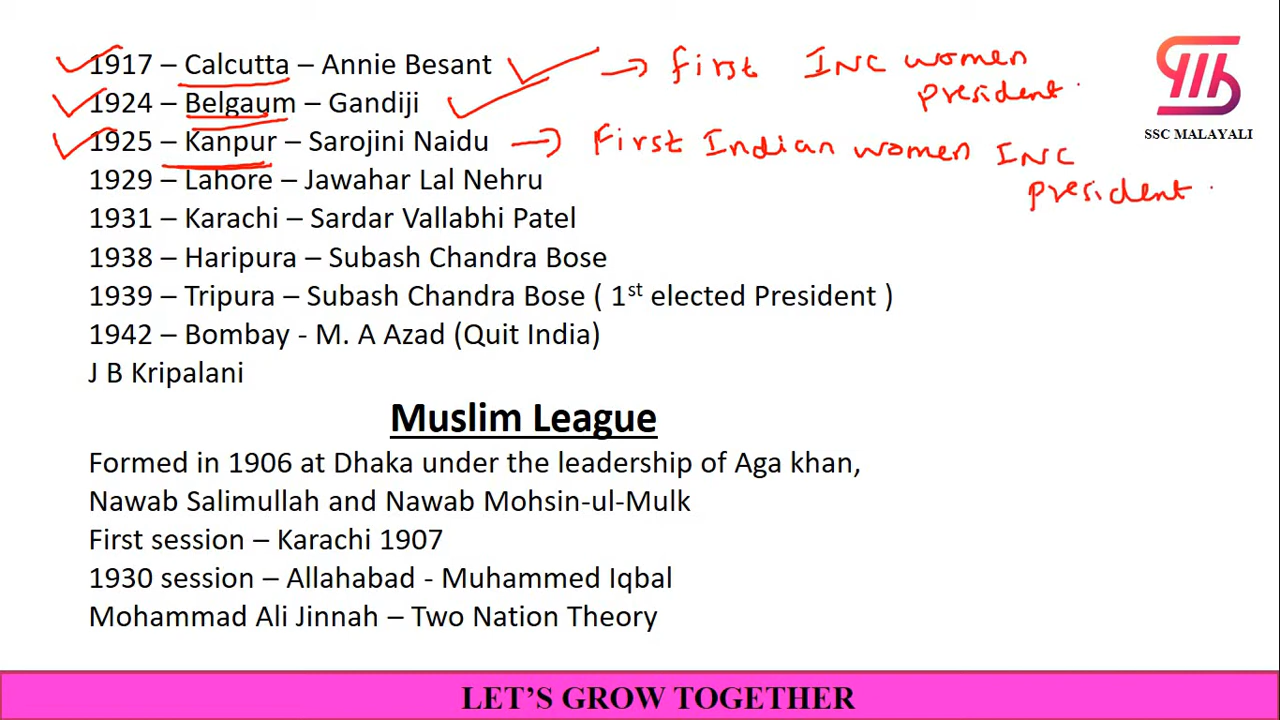 1917 – Calcutta – Annie Besant → first INC women
president.
1924 – Belgaum – Gandiji
1925 – Kanpur – Sarojini Naidu → First Indian women INC
president.
1929 – Lahore – Jawahar Lal Nehru
1931 – Karachi – Sardar Vallabhi Patel
1938 – Haripura – Subash Chandra Bose
1939 – Tripura – Subash Chandra Bose ( 1st elected President )
1942 – Bombay - M. A Azad (Quit India)
J B Kripalani
SSC MALAYALI
Muslim League
Formed in 1906 at Dhaka under the leadership of Aga khan,
Nawab Salimullah and Nawab Mohsin-ul-Mulk
First session – Karachi 1907
1930 session – Allahabad - Muhammed Iqbal
Mohammad Ali Jinnah – Two Nation Theory
LET'S GROW TOGETHER